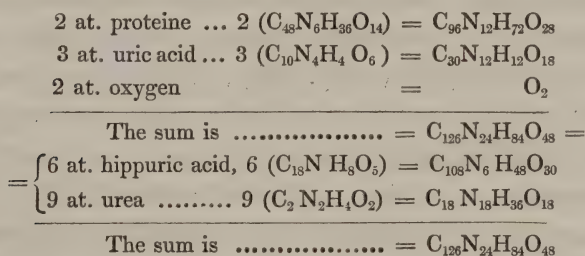 2 at. proteine ... 2 (C₄₈N₆H₃₆O₁₄) = C₉₆N₁₂H₇₂O₂₈
3 at. uric acid ... 3 (C₁₀N₄H₄ O₆ ) = C₃₀N₁₂H₁₂O₁₈
2 at. oxygen = O₂
The sum is .................. = C₁₂₆N₂₄H₈₄O₄₈ =
= { 6 at. hippuric acid, 6 (C₁₈N H₈O₅) = C₁₀₈N₆ H₄₈O₃₀
9 at. urea ......... 9 (C₂ N₂H₄O₂) = C₁₈ N₁₈H₃₆O₁₈
The sum is .................. = C₁₂₆N₂₄H₈₄O₄₈